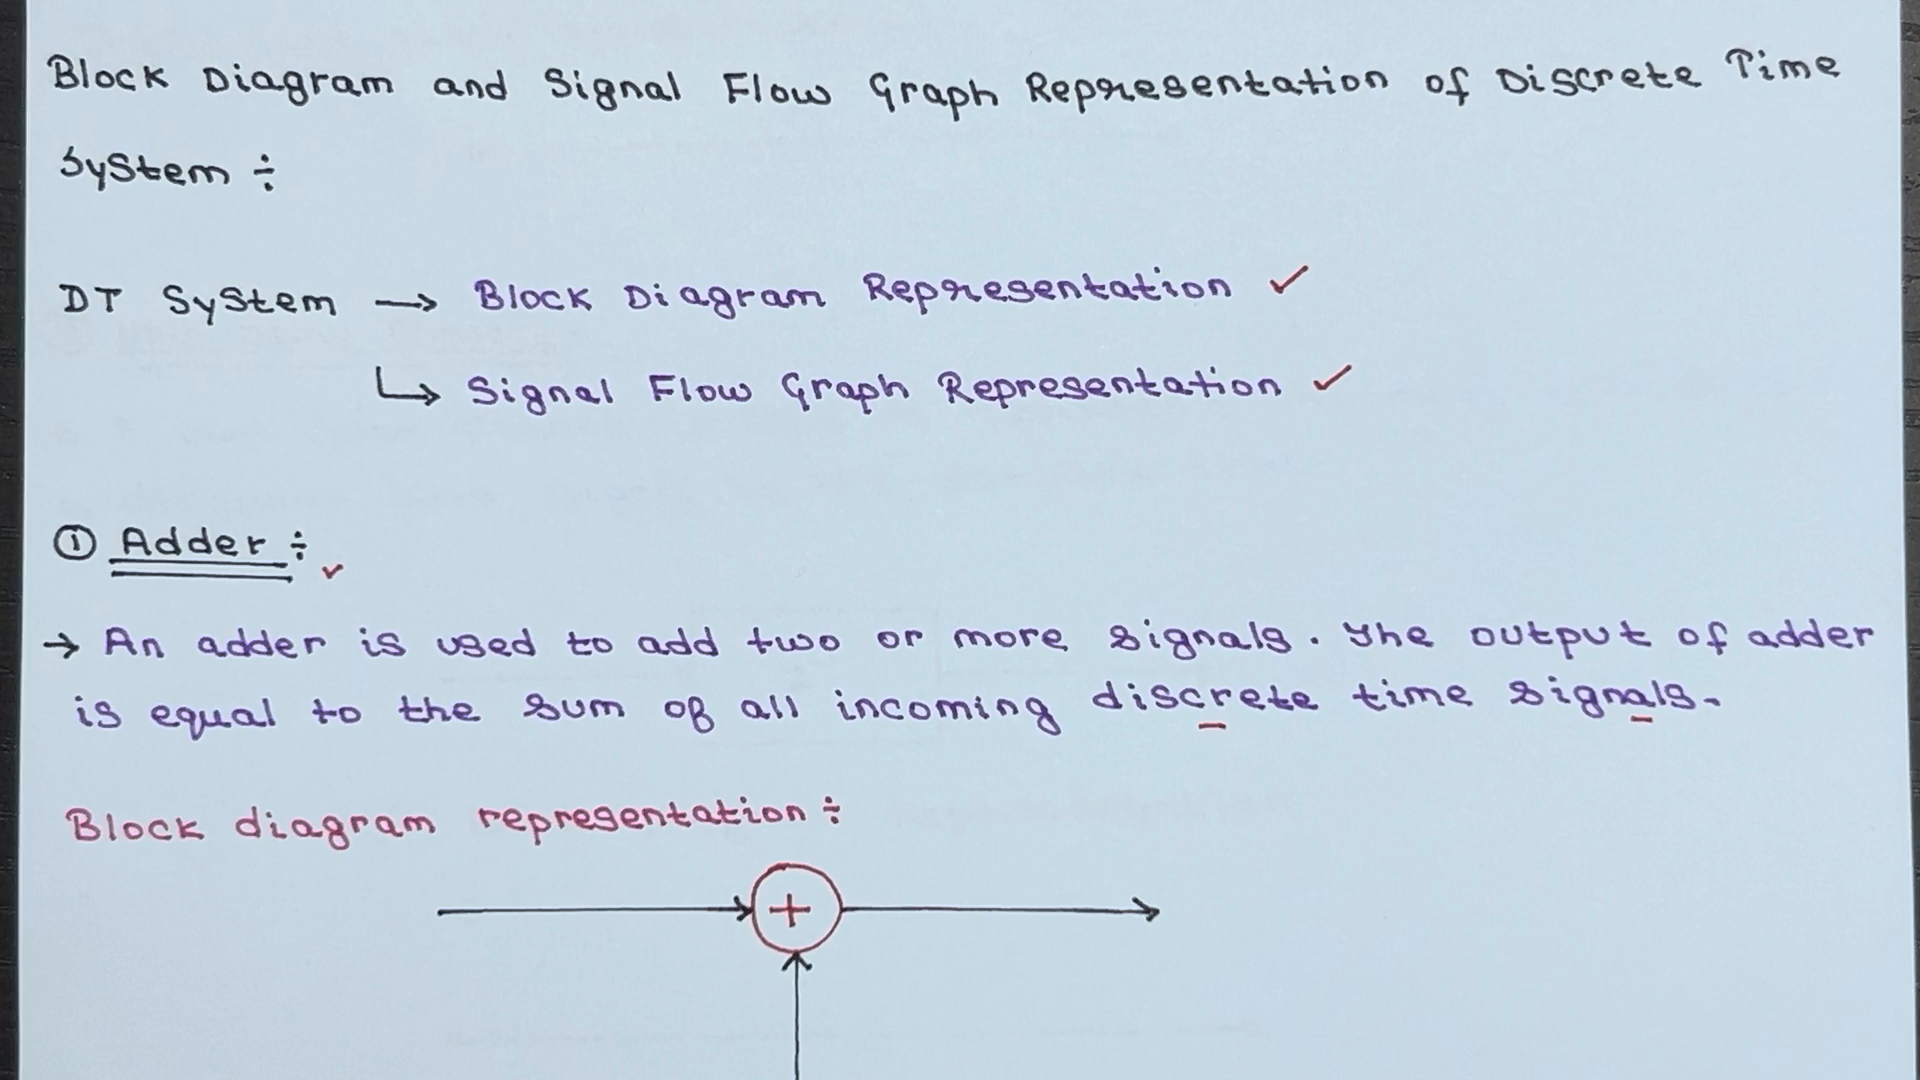 Block Diagram and Signal Flow Graph Representation of Discrete Time
System ÷
DT System → Block Diagram Representation ✓
↳ Signal Flow Graph Representation ✓
① Adder ÷ ✓
→ An adder is used to add two or more signals. The output of adder
is equal to the sum of all incoming discrete time signals.
Block diagram representation ÷
+